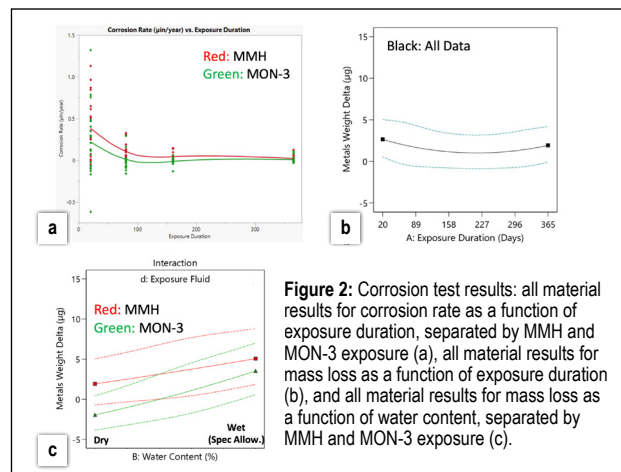 Corrosion Rate (µin/year) vs. Exposure Duration
Red: MMH
Green: MON-3
Corrosion Rate (µin/year)
1.5
1.0
0.5
0.0
-0.5
0
100
200
300
Exposure Duration
a
Black: All Data
Metals Weight Delta (µg)
15
10
5
0
-5
20
89
158
227
296
365
A: Exposure Duration (Days)
b
Interaction
d: Exposure Fluid
Red: MMH
Green: MON-3
Metals Weight Delta (µg)
15
10
5
0
-5
Dry
Wet
(Spec Allow.)
B: Water Content (%)
c
Figure 2: Corrosion test results: all material
results for corrosion rate as a function of
exposure duration, separated by MMH and
MON-3 exposure (a), all material results for
mass loss as a function of exposure duration
(b), and all material results for mass loss as
a function of water content, separated by
MMH and MON-3 exposure (c).